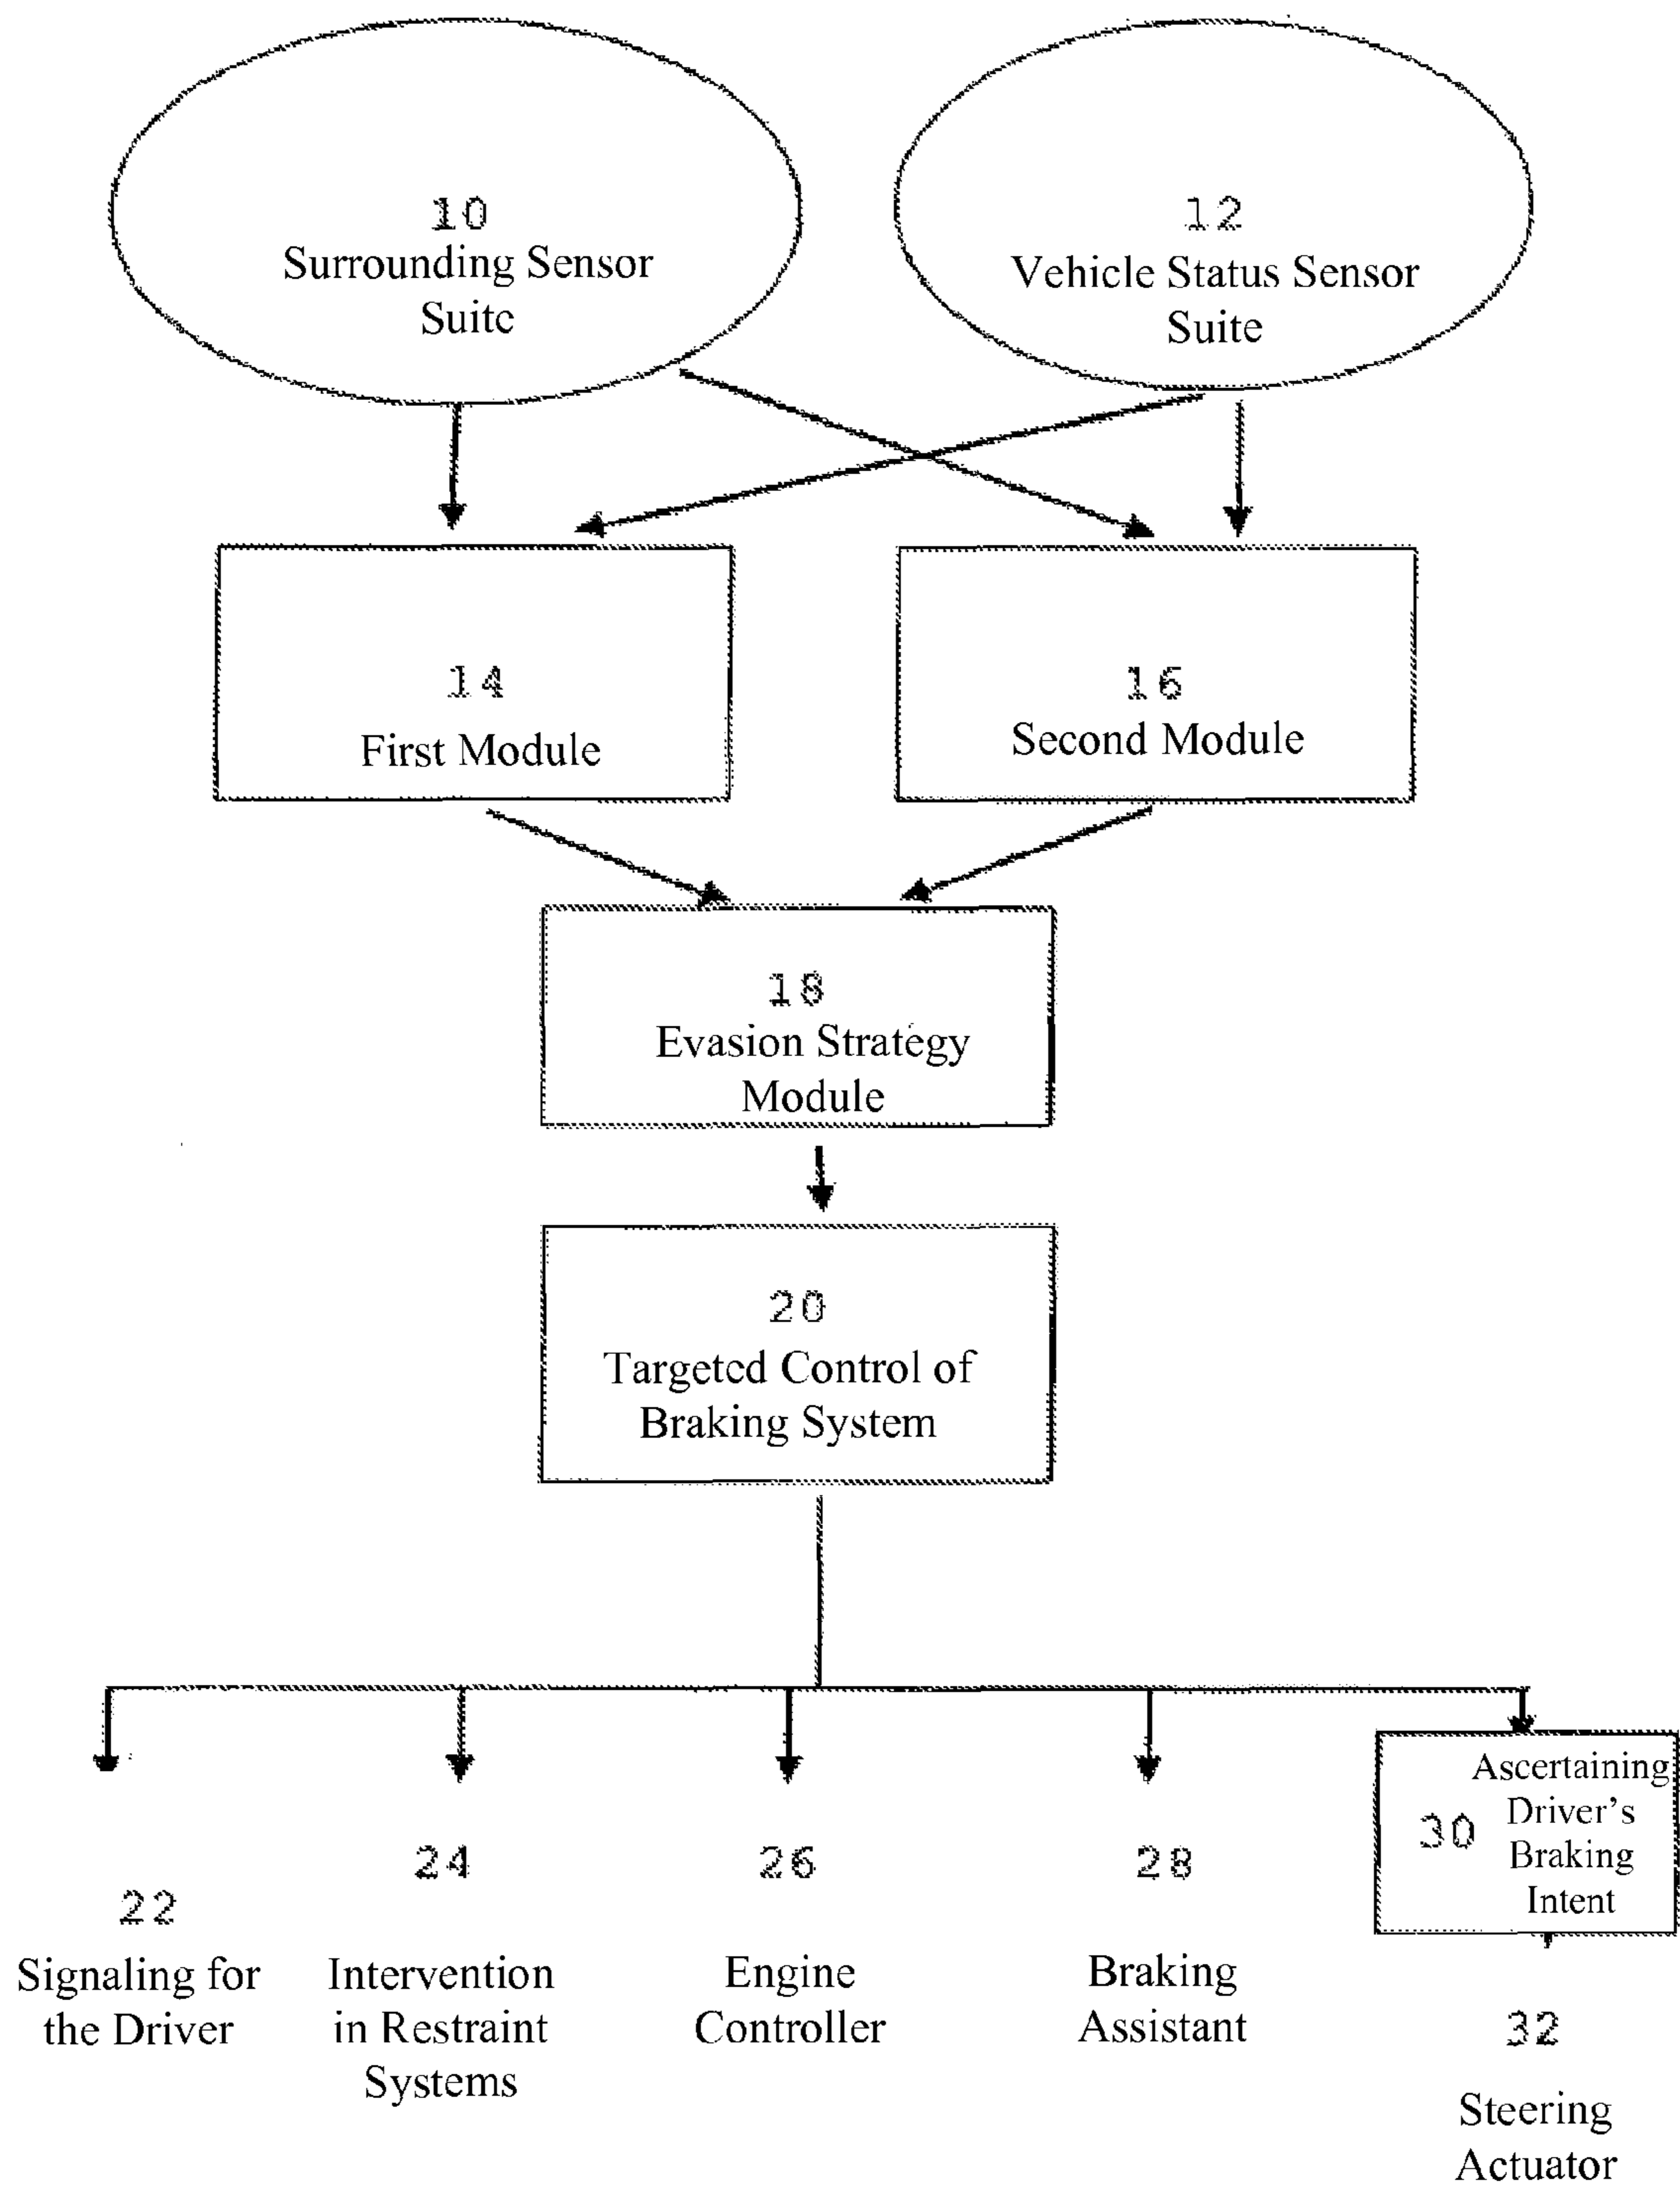 10
Surrounding Sensor
Suite
12
Vehicle Status Sensor
Suite
14
First Module
16
Second Module
18
Evasion Strategy
Module
20
Targeted Control of
Braking System
22
Signaling for
the Driver
24
Intervention
in Restraint
Systems
26
Engine
Controller
28
Braking
Assistant
30
Ascertaining
Driver's
Braking
Intent
32
Steering
Actuator